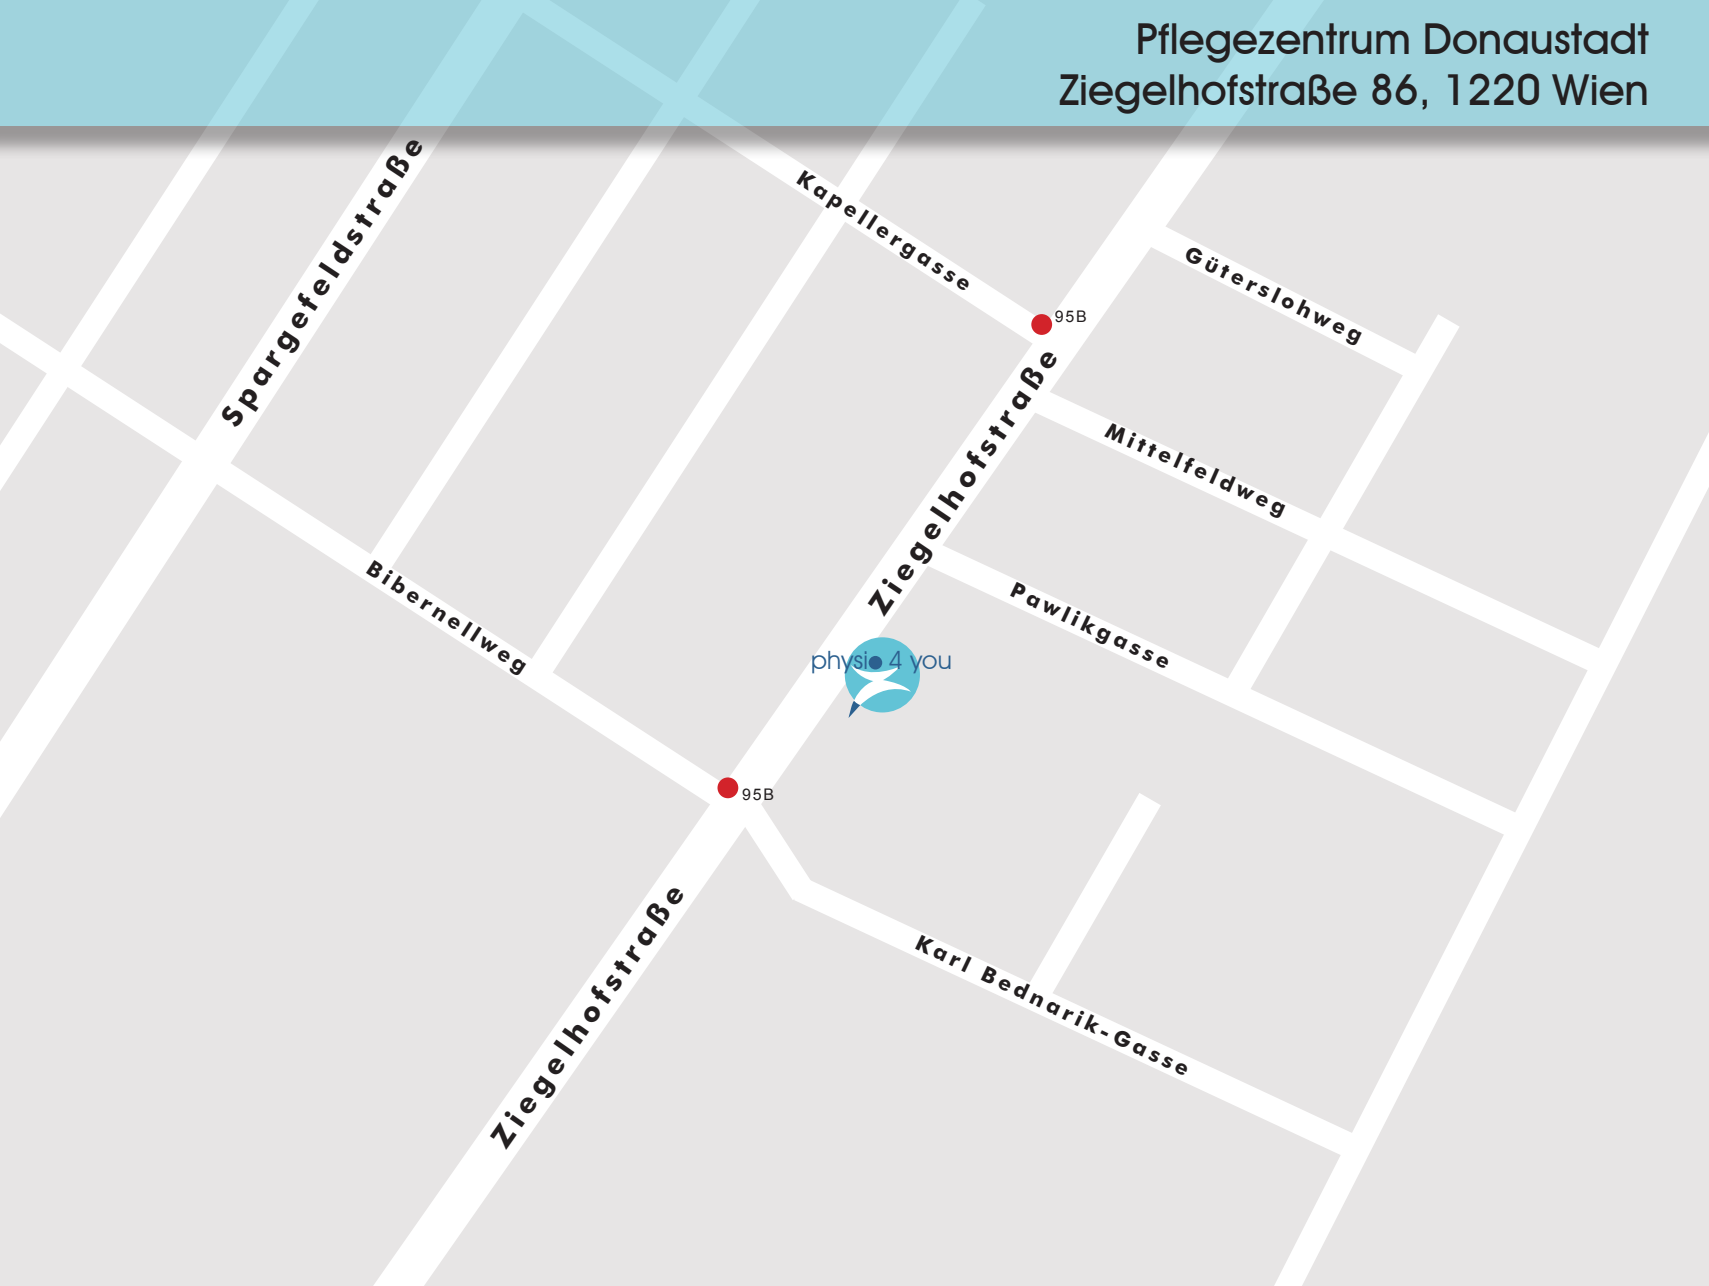 Pflegezentrum Donaustadt
Ziegelhofstraße 86, 1220 Wien
Spargefeldstraße
Kapellergasse
Güterslohweg
95B
Ziegelhofstraße
Mittelfeldweg
Bibernellweg
Pawlikgasse
physio 4 you
95B
Ziegelhofstraße
Karl Bednarik-Gasse